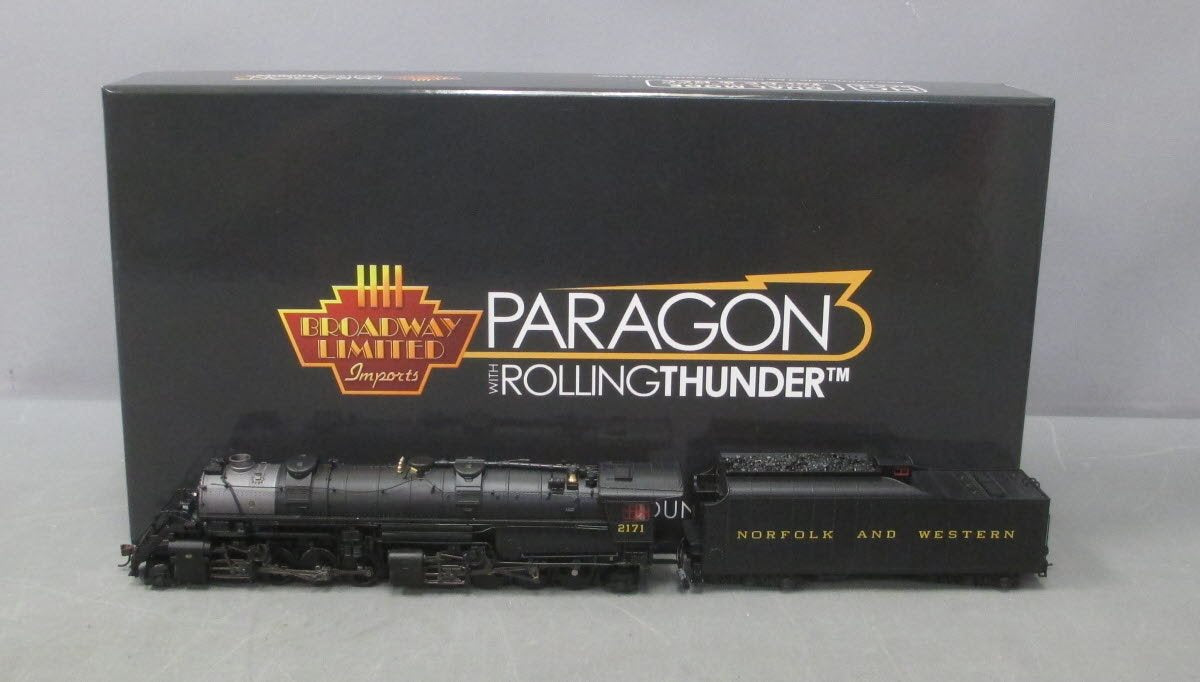 BROADWAY
LIMITED
Imports
PARAGON3
WITH ROLLINGTHUNDER™
2171
NORFOLK AND WESTERN